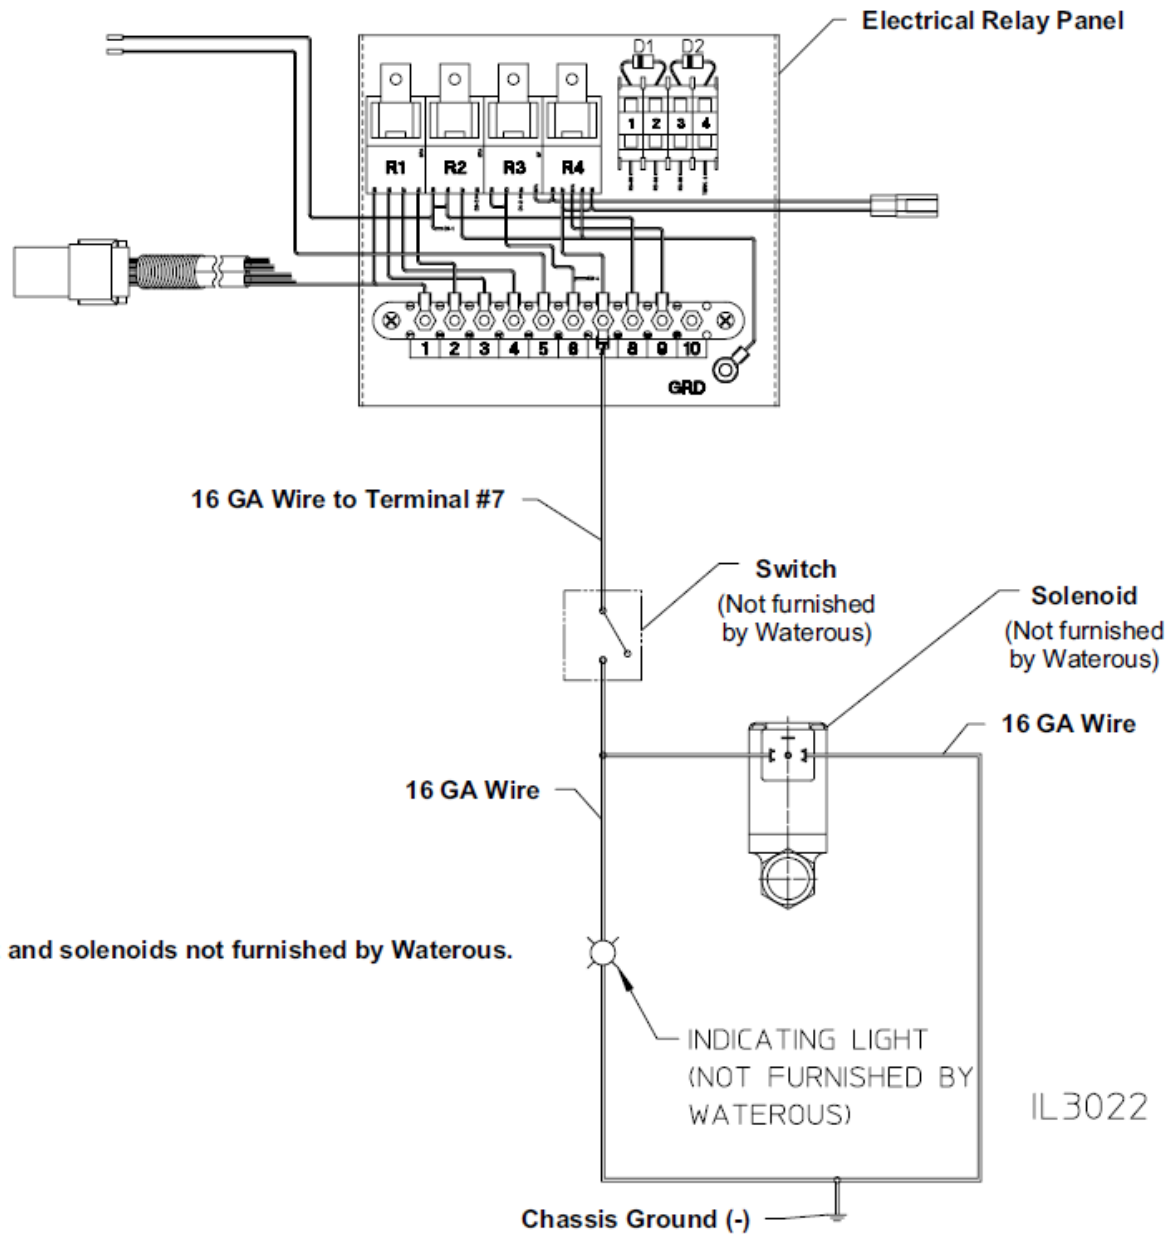 Electrical Relay Panel
D1 D2
1 2 3 4
R1 R2 R3 R4
1 2 3 4 5 6 7 8 9 10
GRD
16 GA Wire to Terminal #7
Switch
(Not furnished
by Waterous)
Solenoid
(Not furnished
by Waterous)
16 GA Wire
16 GA Wire
and solenoids not furnished by Waterous.
INDICATING LIGHT
(NOT FURNISHED BY
WATEROUS)
IL3022
Chassis Ground (-)